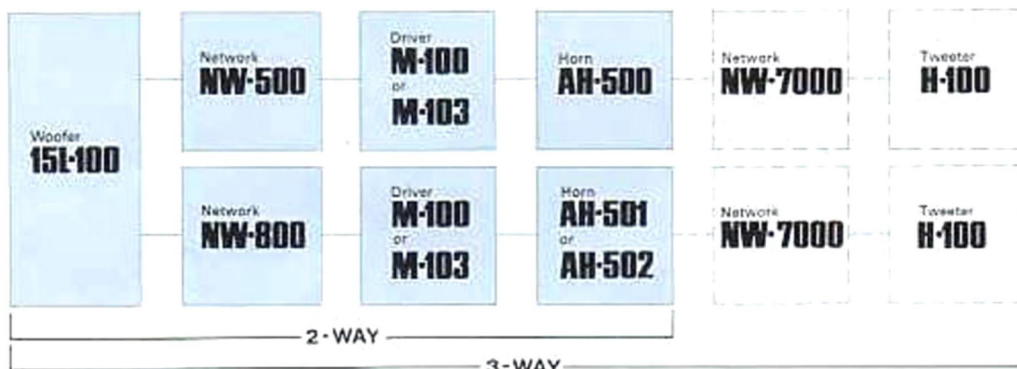 Woofer
15L-100
Network
NW-500
Driver
M-100
or
M-103
Horn
AH-500
Network
NW-7000
Tweeter
H-100
Network
NW-800
Driver
M-100
or
M-103
Horn
AH-501
or
AH-502
Network
NW-7000
Tweeter
H-100
2-WAY
3-WAY